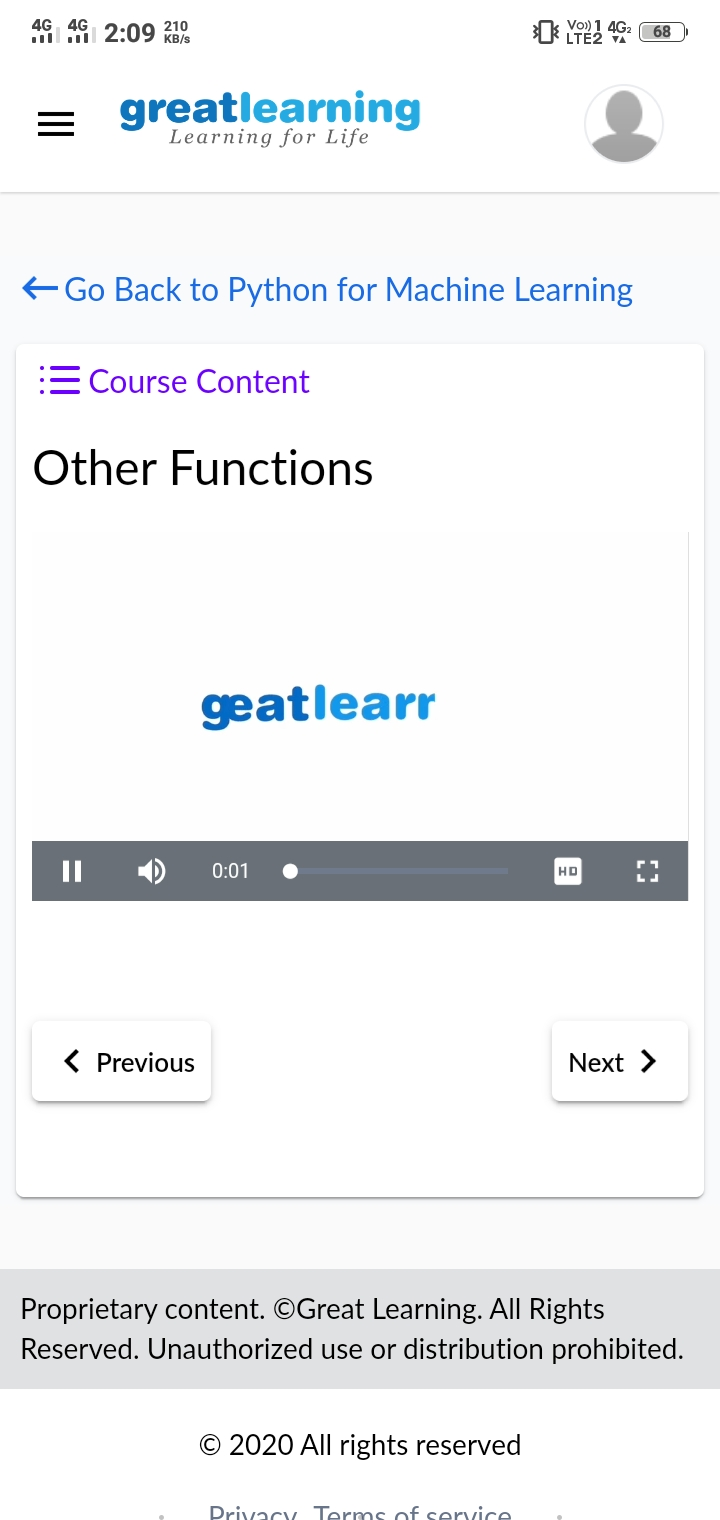 4G 4G 2:09 210 KB/s Vo)) 1 LTE2 4G2 68
greatlearning
Learning for Life
Go Back to Python for Machine Learning
Course Content
Other Functions
geatlearr
0:01 HD
Previous Next
Proprietary content. ©Great Learning. All Rights
Reserved. Unauthorized use or distribution prohibited.
© 2020 All rights reserved
Privacy Terms of service